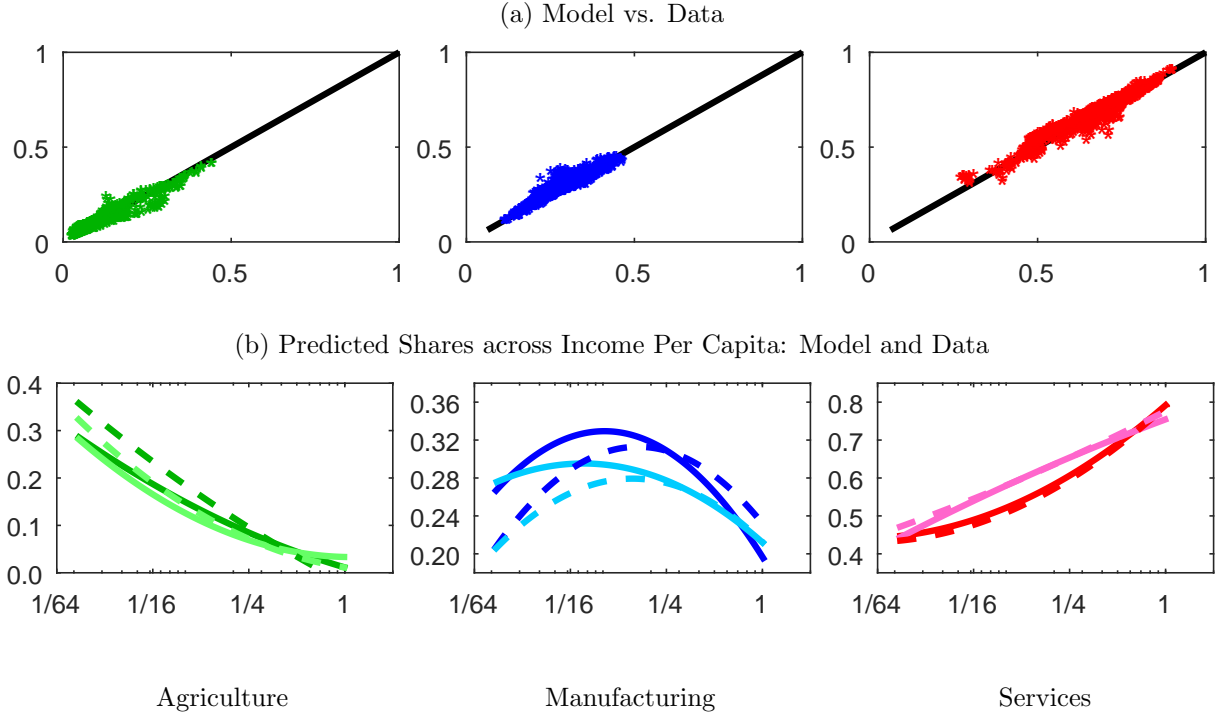 (a) Model vs. Data
1 1 1
0.5 0.5 0.5
0 0 0
0 0.5 1 0 0.5 1 0 0.5 1
(b) Predicted Shares across Income Per Capita: Model and Data
0.4 0.36 0.8
0.3 0.32 0.7
0.2 0.28 0.6
0.1 0.24 0.5
0.0 0.20 0.4
1/64 1/16 1/4 1 1/64 1/16 1/4 1 1/64 1/16 1/4 1
Agriculture Manufacturing Services